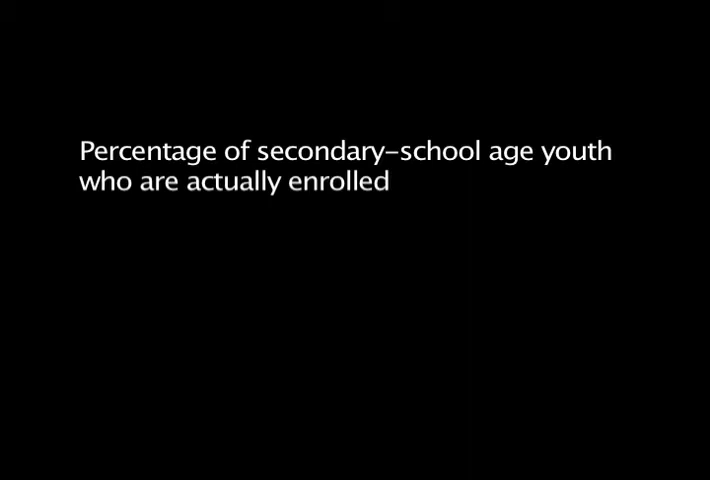 Percentage of secondary–school age youth
who are actually enrolled